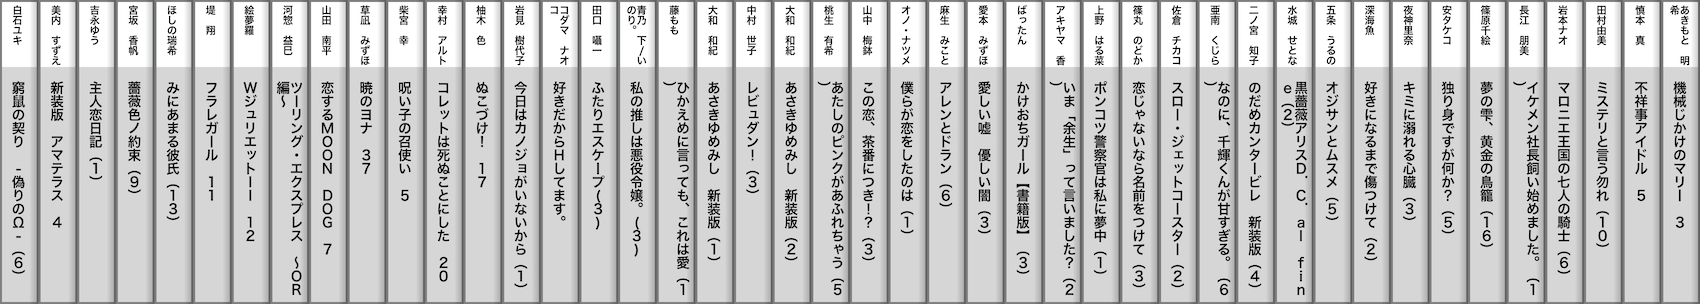 あきもと　明希
機械じかけのマリー　３
慎本　真
不祥事アイドル　５
田村由美
ミステリと言う勿れ（１０）
岩本ナオ
マロニエ王国の七人の騎士（６）
長江　朋美
イケメン社長飼い始めました。（１）
篠原千絵
夢の雫、黄金の鳥籠（１６）
安タケコ
独り身ですが何か？（５）
夜神里奈
キミに溺れる心臓（３）
深海魚
好きになるまで傷つけて（２）
五条　うるの
オジサンとムスメ（５）
水城　せとな
黒薔薇アリスＤ．Ｃ．ａｌ　ｆｉｎｅ（２）
二ノ宮　知子
のだめカンタービレ　新装版（４）
亜南　くじら
なのに、千輝くんが甘すぎる。（６）
佐倉　チカコ
スロー・ジェットコースター（２）
篠丸　のどか
恋じゃないなら名前をつけて（３）
上野　はる菜
ポンコツ警察官は私に夢中（１）
アキヤマ　香
いま「余生」って言いました？（２）
ばったん
かけおちガール【書籍版】（３）
愛本　みずほ
愛しい嘘　優しい闇（３）
麻生　みこと
アレンとドラン（６）
オノ・ナツメ
僕らが恋をしたのは（１）
山中　梅鉢
この恋、茶番につき！？（３）
桃生　有希
あたしのピンクがあふれちゃう（５）
大和　和紀
あさきゆめみし　新装版（２）
中村　世子
レビュダン！（３）
大和　和紀
あさきゆめみし　新装版（１）
藤もも
ひかえめに言っても、これは愛（１）
青乃　下／いのり。
私の推しは悪役令嬢。（３）
田口　囁一
ふたりエスケープ（３）
コダマ　ナオコ
好きだからＨしてます。
岩見　樹代子
今日はカノジョがいないから（１）
柚木　色
ぬこづけ！　１７
幸村　アルト
コレットは死ぬことにした　２０
柴宮　幸
呪い子の召使い　５
草凪　みずほ
暁のヨナ　３７
山田　南平
恋するＭＯＯＮ　ＤＯＧ　７
河惣　益巳
ツーリング・エクスプレス　～ＯＲ編～
絵夢羅
Ｗジュリエット－　１２
堤　翔
フラレガール　１１
ほしの瑞希
みにあまる彼氏（１３）
宮坂　香帆
薔薇色ノ約束（９）
吉永ゆう
主人恋日記（１）
美内　すずえ
新装版　アマテラス　４
白石ユキ
窮鼠の契り　‐偽りのΩ‐（６）